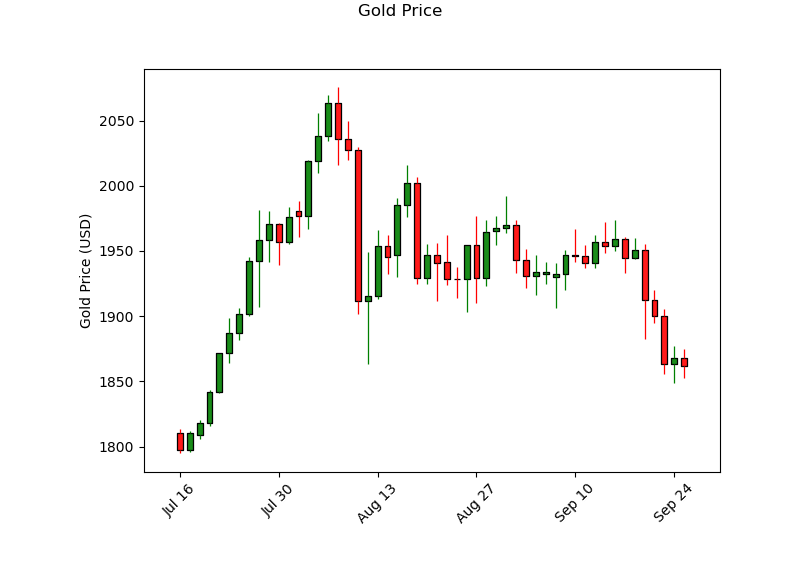 Gold Price
Gold Price (USD)
2050
2000
1950
1900
1850
1800
Jul 16
Jul 30
Aug 13
Aug 27
Sep 10
Sep 24